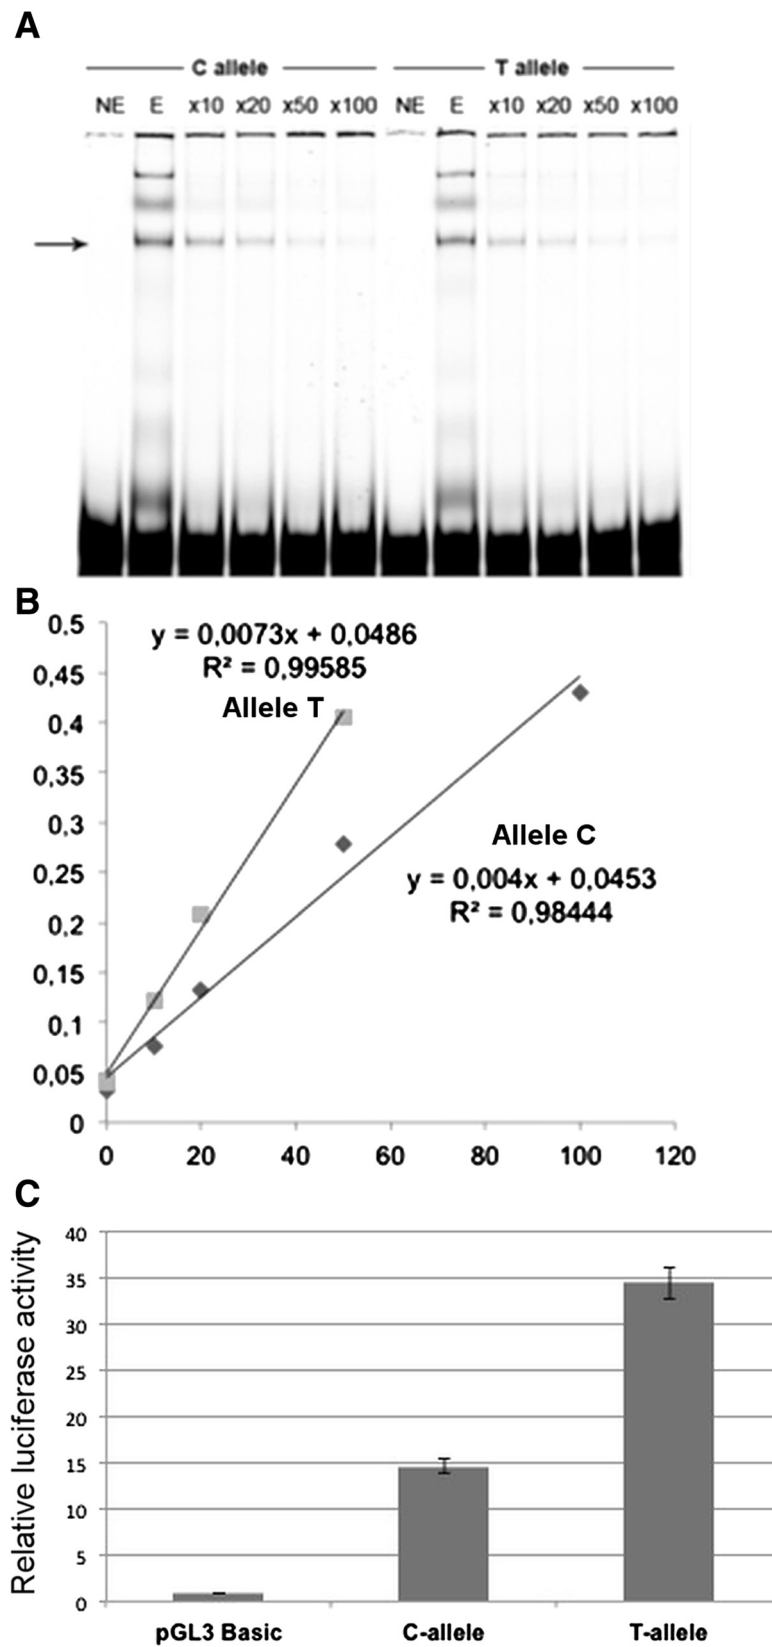 A
C allele T allele
NE E x10 x20 x50 x100 NE E x10 x20 x50 x100
B
0,5
0,45
0,4
0,35
0,3
0,25
0,2
0,15
0,1
0,05
0
y = 0,0073x + 0,0486
R² = 0,99585
Allele T
Allele C
y = 0,004x + 0,0453
R² = 0,98444
0 20 40 60 80 100 120
C
Relative luciferase activity
40
35
30
25
20
15
10
5
0
pGL3 Basic C-allele T-allele